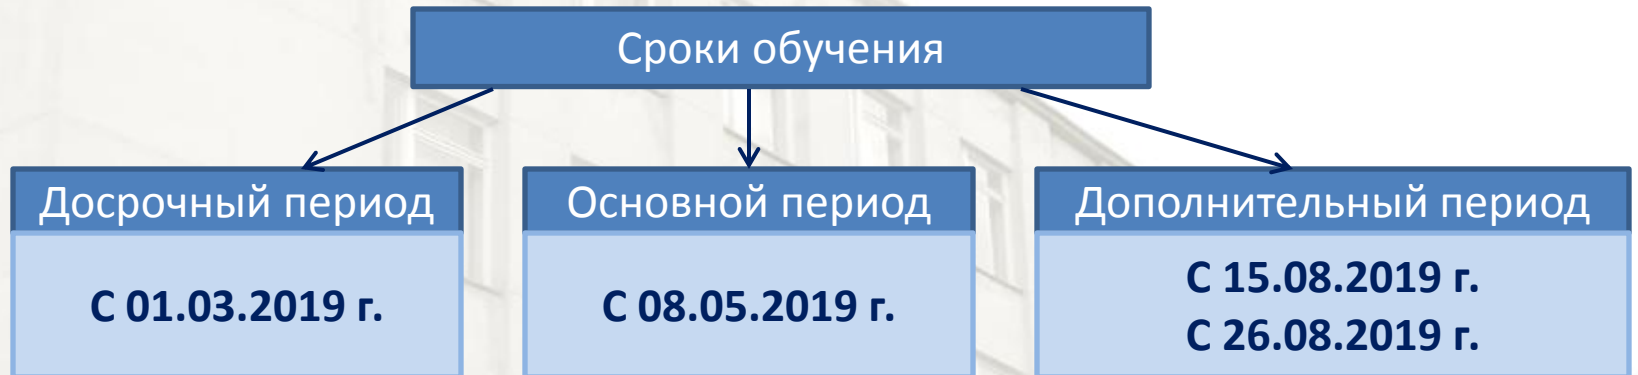 Сроки обучения
Досрочный период
Основной период
Дополнительный период
С 01.03.2019 г.
С 08.05.2019 г.
С 15.08.2019 г.
С 26.08.2019 г.